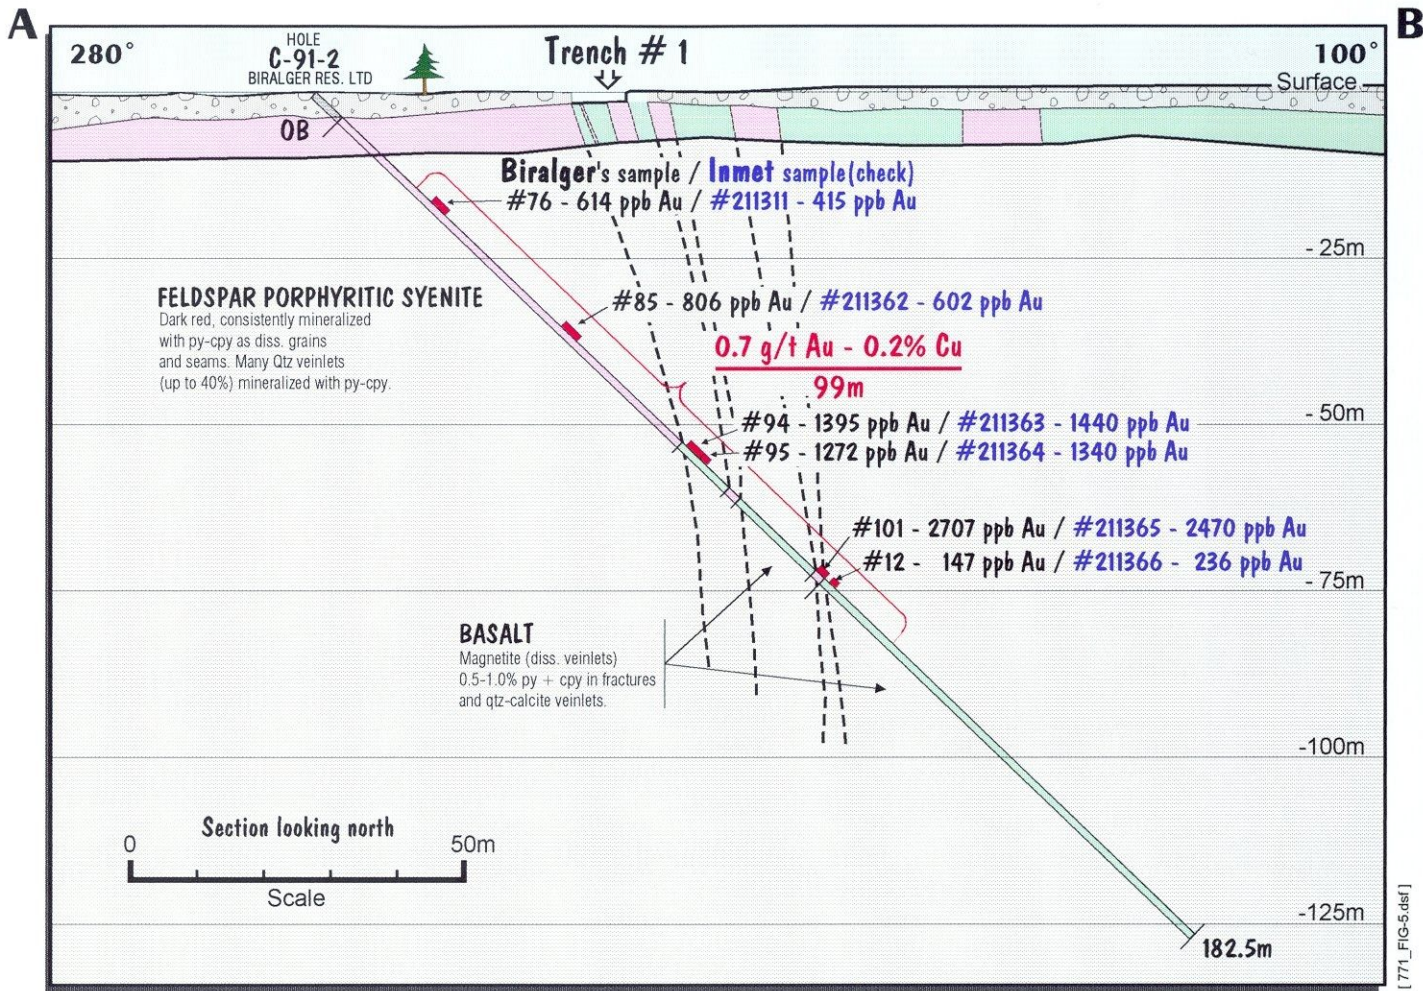 A
B
280°
HOLE
C-91-2
BIRALGER RES. LTD
Trench # 1
100°
Surface
OB
Biralger's sample / Inmet sample(check)
#76 - 614 ppb Au / #211311 - 415 ppb Au
- 25m
FELDSPAR PORPHYRITIC SYENITE
Dark red, consistently mineralized
with py-cpy as diss. grains
and seams. Many Qtz veinlets
(up to 40%) mineralized with py-cpy.
#85 - 806 ppb Au / #211362 - 602 ppb Au
0.7 g/t Au - 0.2% Cu
99m
- 50m
#94 - 1395 ppb Au / #211363 - 1440 ppb Au
#95 - 1272 ppb Au / #211364 - 1340 ppb Au
#101 - 2707 ppb Au / #211365 - 2470 ppb Au
#12 - 147 ppb Au / #211366 - 236 ppb Au
- 75m
BASALT
Magnetite (diss. veinlets)
0.5-1.0% py + cpy in fractures
and qtz-calcite veinlets.
-100m
Section looking north
0 50m
Scale
-125m
182.5m
[771_FIG-5.dsf]